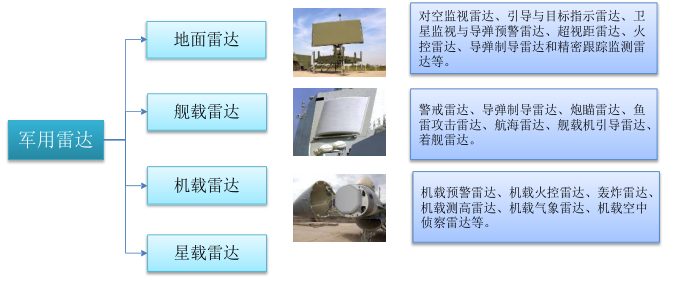 军用雷达
地面雷达
对空监视雷达、引导与目标指示雷达、卫
星监视与导弹预警雷达、超视距雷达、火
控雷达、导弹制导雷达和精密跟踪监测雷
达等。
舰载雷达
警戒雷达、导弹制导雷达、炮瞄雷达、鱼
雷攻击雷达、航海雷达、舰载机引导雷达、
着舰雷达。
机载雷达
机载预警雷达、机载火控雷达、轰炸雷达、
机载测高雷达、机载气象雷达、机载空中
侦察雷达等。
星载雷达